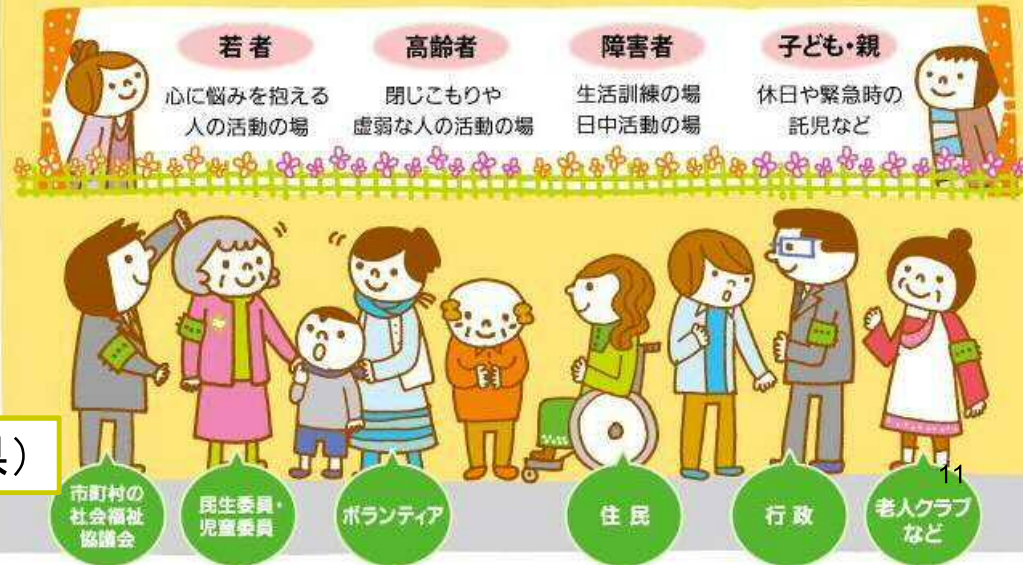 若者
心に悩みを抱える
人の活動の場
高齢者
閉じこもりや
虚弱な人の活動の場
障害者
生活訓練の場
日中活動の場
子ども・親
休日や緊急時の
託児など
）
市町村の
社会福祉
協議会
民生委員・
児童委員
ボランティア
住民
行政
老人クラブ
など
11